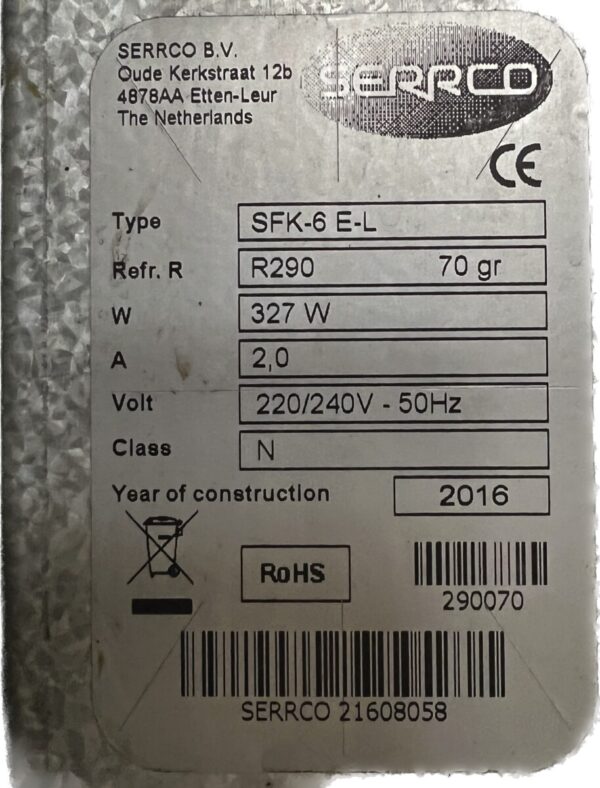 SERRCO B.V.
Oude Kerkstraat 12b
4878AA Etten-Leur
The Netherlands
SERRCO
CE
Type SFK-6 E-L
Refr. R R290 70 gr
W 327 W
A 2,0
Volt 220/240V - 50Hz
Class N
Year of construction 2016
RoHS
290070
SERRCO 21608058